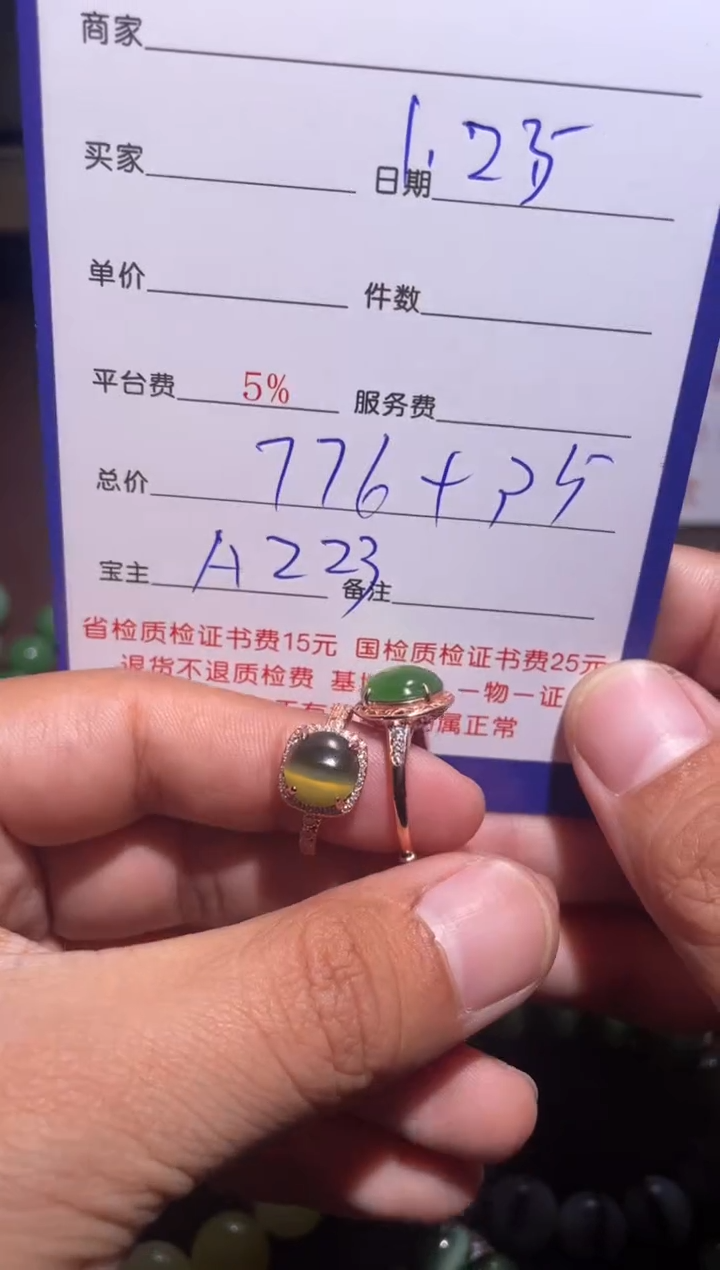 商家
买家 日期 1.25
单价 件数
平台费 5% 服务费
总价 776+35
宝主 A223 备注
省检质检证书费15元 国检质检证书费25元
退货不退质检费 基 一物一证
属正常